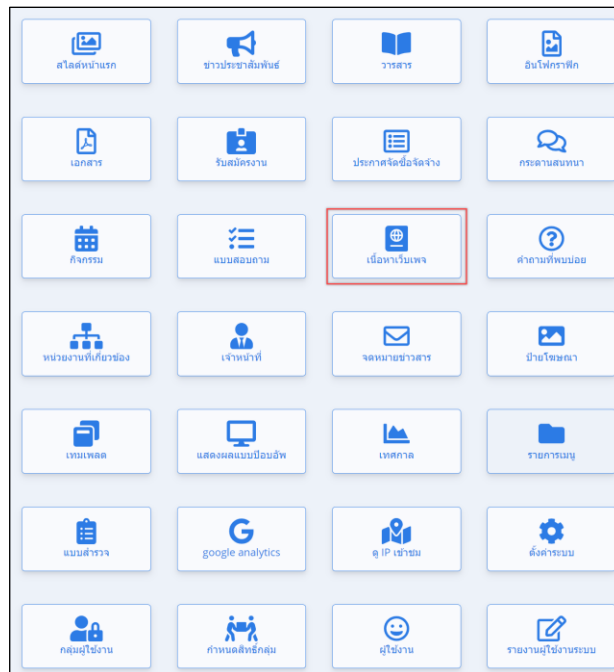 สไลด์หน้าแรก
ข่าวประชาสัมพันธ์
วารสาร
อินโฟกราฟิก
เอกสาร
รับสมัครงาน
ประกาศจัดซื้อจัดจ้าง
กระดานสนทนา
กิจกรรม
แบบสอบถาม
เนื้อหาเว็บเพจ
คำถามที่พบบ่อย
หน่วยงานที่เกี่ยวข้อง
เจ้าหน้าที่
จดหมายข่าวสาร
ป้ายโฆษณา
เทมเพลต
แสดงผลแบบป๊อบอัพ
เทศกาล
รายการเมนู
แบบสำรวจ
google analytics
ดู IP เข้าชม
ตั้งค่าระบบ
กลุ่มผู้ใช้งาน
กำหนดสิทธิ์กลุ่ม
ผู้ใช้งาน
รายงานผู้ใช้งานระบบ